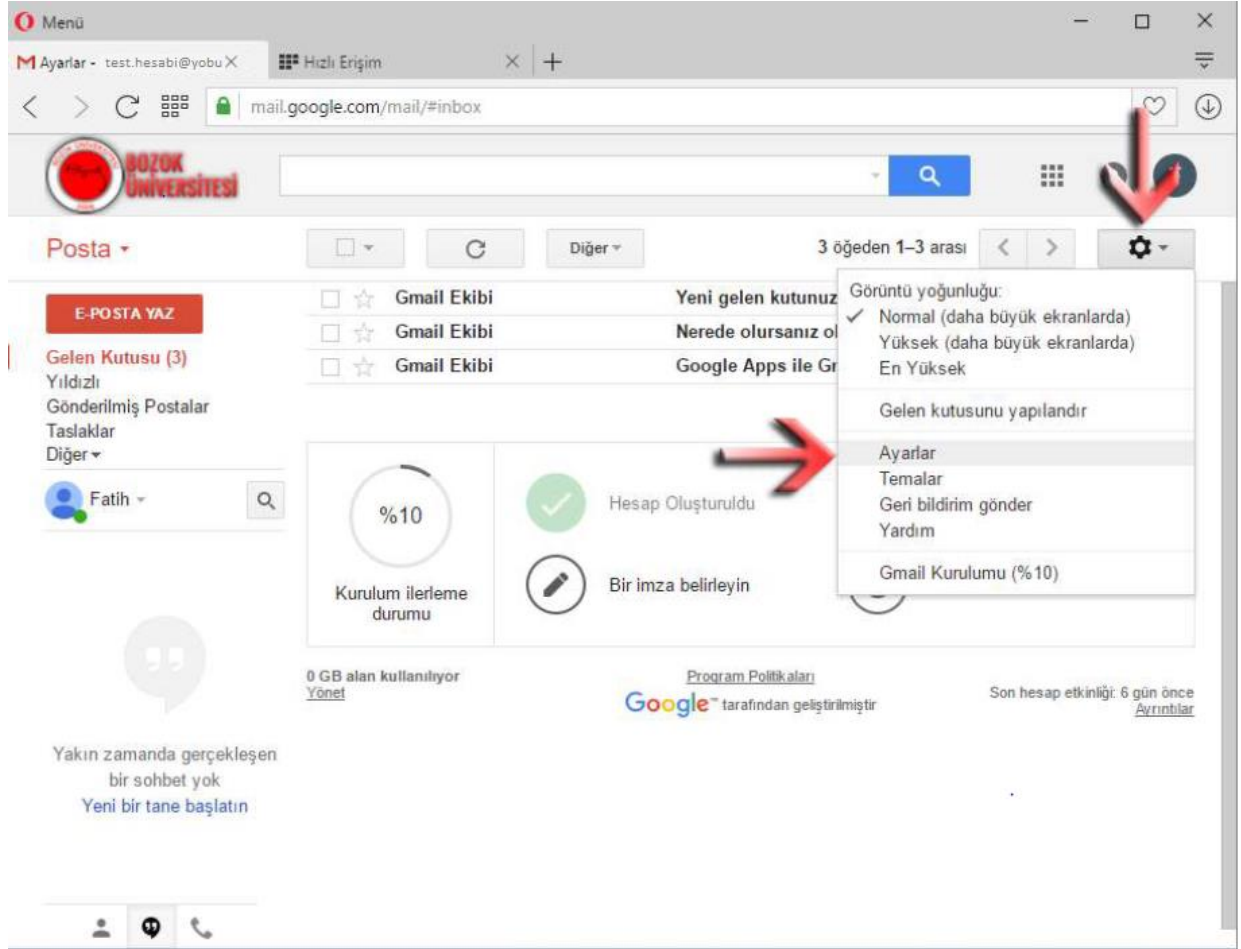 Menü
Ayarlar - test.hesabi@yobu
Hızlı Erişim
mail.google.com/mail/#inbox
BOZOK
ÜNİVERSİTESİ
Posta
Diğer
3 öğeden 1–3 arası
E-POSTA YAZ
Gelen Kutusu (3)
Yıldızlı
Gönderilmiş Postalar
Taslaklar
Diğer
Fatih
Gmail Ekibi Yeni gelen kutunuz
Gmail Ekibi Nerede olursanız ol
Gmail Ekibi Google Apps ile Gr
Görüntü yoğunluğu:
Normal (daha büyük ekranlarda)
Yüksek (daha büyük ekranlarda)
En Yüksek
Gelen kutusunu yapılandır
Ayarlar
Temalar
Geri bildirim gönder
Yardım
Gmail Kurulumu (%10)
%10
Kurulum ilerleme
durumu
Hesap Oluşturuldu
Bir imza belirleyin
0 GB alan kullanılıyor
Yönet
Program Politikaları
Google™ tarafından geliştirilmiştir
Son hesap etkinliği: 6 gün önce
Ayrıntılar
Yakın zamanda gerçekleşen
bir sohbet yok
Yeni bir tane başlatın